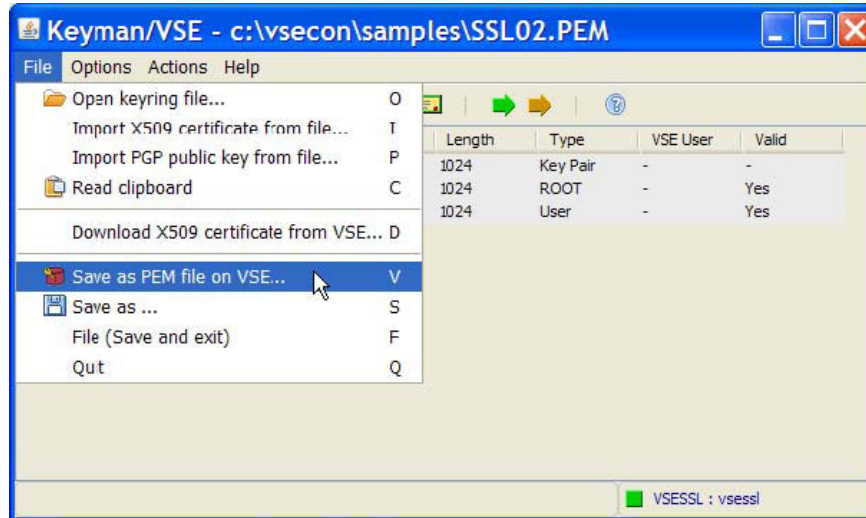 Keyman/VSE - c:\vsecon\samples\SSL02.PEM
File Options Actions Help
Open keyring file... O
Import X509 certificate from file... I
Length Type VSE User Valid
Import PGP public key from file... P
1024 Key Pair - -
Read clipboard C
1024 ROOT - Yes
1024 User - Yes
Download X509 certificate from VSE... D
Save as PEM file on VSE... V
Save as ... S
File (Save and exit) F
Quit Q
VSESSL : vsessl